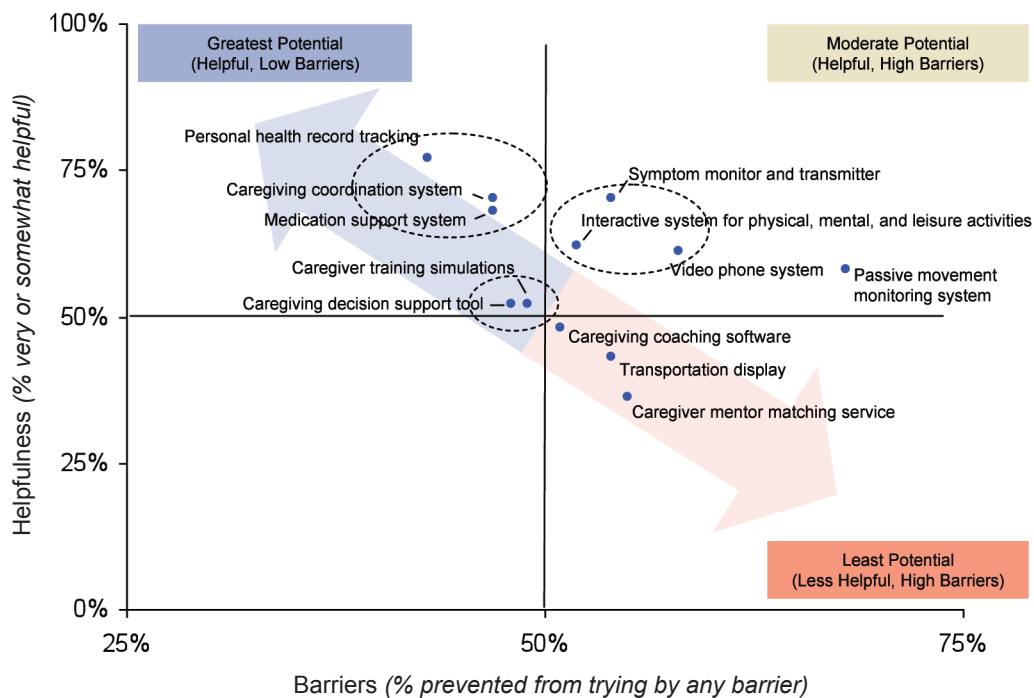 100%
Greatest Potential
(Helpful, Low Barriers)
Moderate Potential
(Helpful, High Barriers)
Personal health record tracking
75%
Symptom monitor and transmitter
Caregiving coordination system
Medication support system
Interactive system for physical, mental, and leisure activities
Caregiver training simulations
Video phone system
Passive movement
monitoring system
Caregiving decision support tool
50%
Caregiving coaching software
Transportation display
Caregiver mentor matching service
25%
Least Potential
(Less Helpful, High Barriers)
0%
25%
50%
75%
Helpfulness (% very or somewhat helpful)
Barriers (% prevented from trying by any barrier)